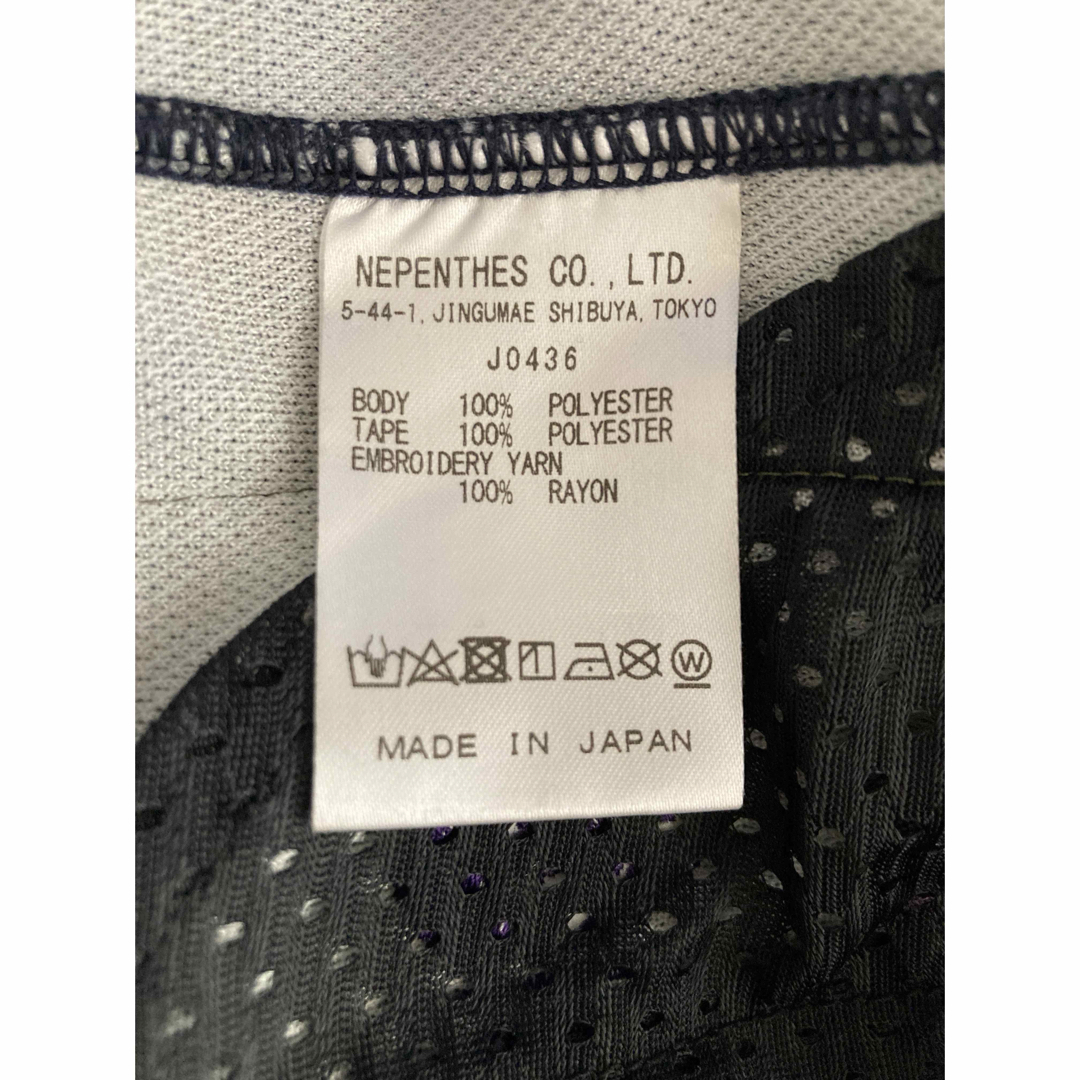 NEPENTHES CO., LTD.
5-44-1, JINGUMAE SHIBUYA, TOKYO
J0436
BODY 100% POLYESTER
TAPE 100% POLYESTER
EMBROIDERY YARN
100% RAYON
W
MADE IN JAPAN